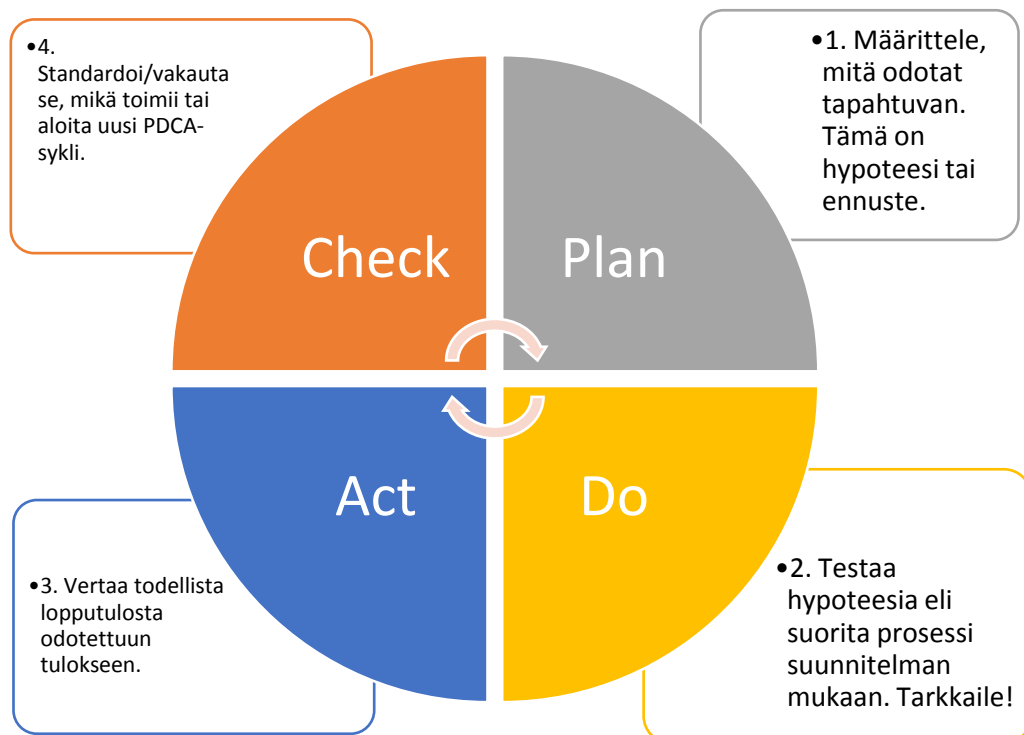 •4.
Standardoi/vakauta
se, mikä toimii tai
aloita uusi PDCA-
sykli.
•1. Määrittele,
mitä odotat
tapahtuvan.
Tämä on
hypoteesi tai
ennuste.
Check
Plan
Act
Do
•3. Vertaa todellista
lopputulosta
odotettuun
tulokseen.
•2. Testaa
hypoteesia eli
suorita prosessi
suunnitelman
mukaan. Tarkkaile!